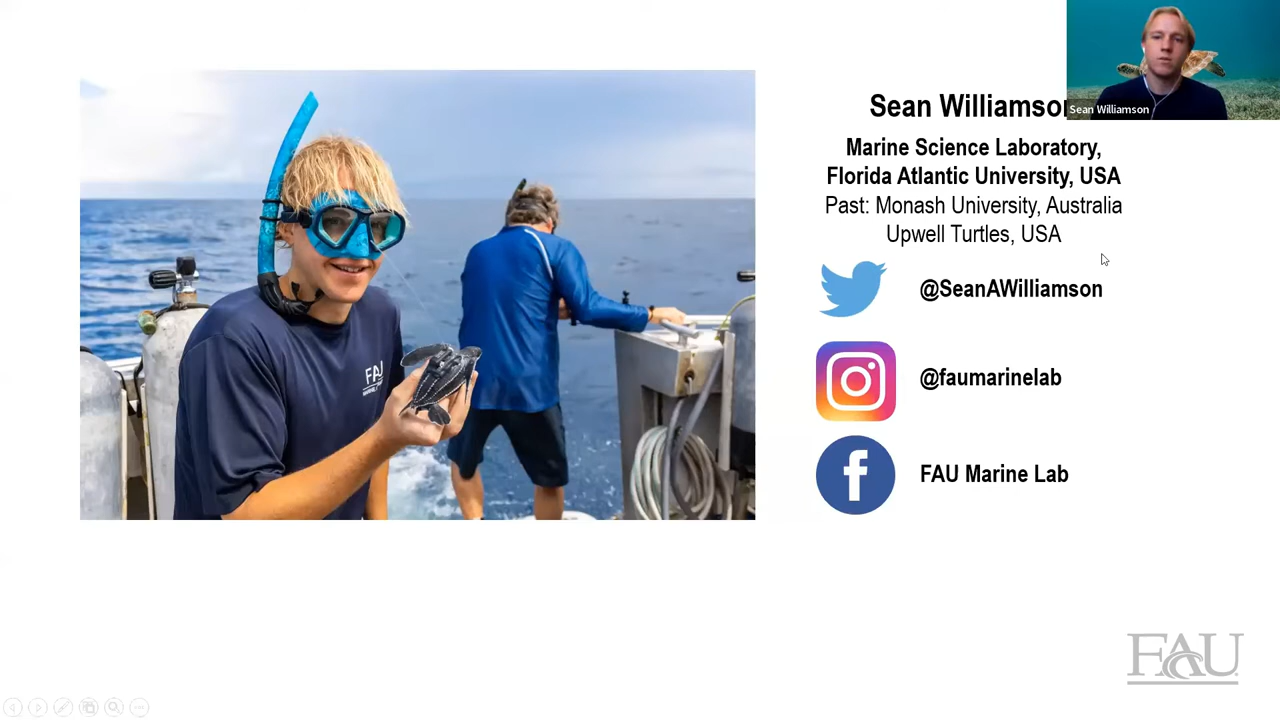 Sean Williamson
Sean Williamson
Marine Science Laboratory,
Florida Atlantic University, USA
Past: Monash University, Australia
Upwell Turtles, USA
@SeanAWilliamson
@faumarinelab
FAU Marine Lab
FAU
FAU